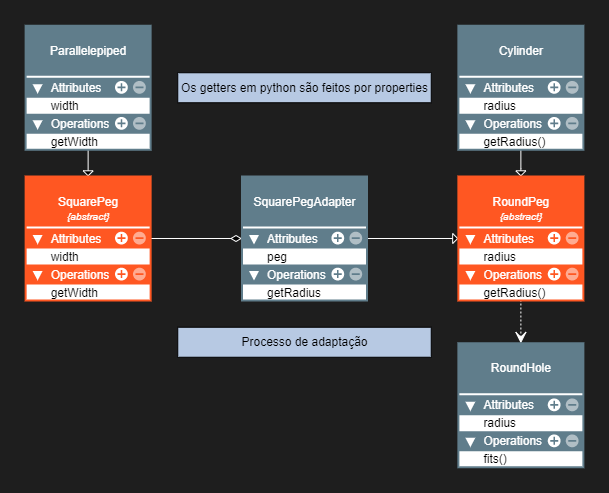 Parallelepiped
Attributes
width
Operations
getWidth
Os getters em python são feitos por properties
Cylinder
Attributes
radius
Operations
getRadius()
SquarePeg
{abstract}
Attributes
width
Operations
getWidth
SquarePegAdapter
Attributes
peg
Operations
getRadius
RoundPeg
{abstract}
Attributes
radius
Operations
getRadius()
Processo de adaptação
RoundHole
Attributes
radius
Operations
fits()